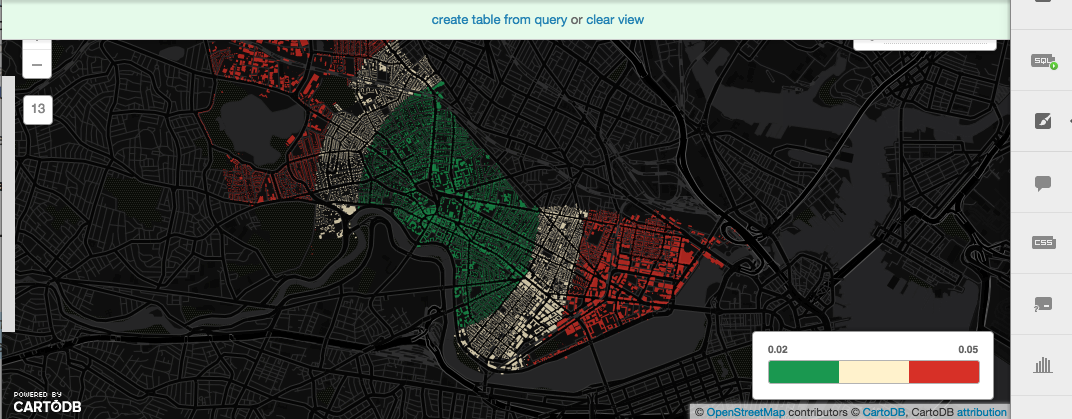 create table from query or clear view
SQL
13
CSS
0.02 0.05
POWERED BY
CARTODB
© OpenStreetMap contributors © CartoDB, CartoDB attribution